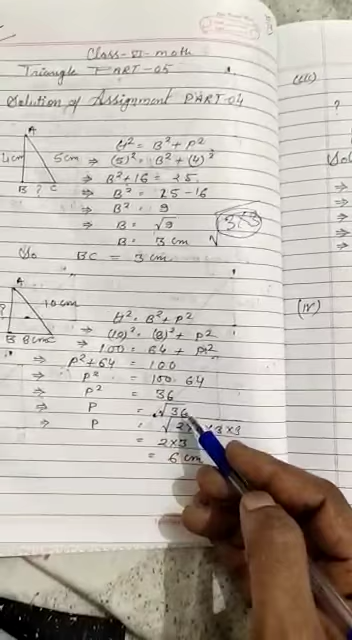 Class-VI-math
Triangle PART-05
Solution of Assignment PART-04
A
4cm
5cm
B ? C
H² = B² + P²
⇒ (5)² = B² + (4)²
⇒ B² + 16 = 25
⇒ B² = 25 - 16
⇒ B² = 9
⇒ B = √9
B = 3 cm
√3×3
So BC = 3 cm
A
?
10cm
B 8cm C
H² = B² + P²
⇒ (10)² = (8)² + P²
⇒ 100 = 64 + P²
⇒ P² + 64 = 100
⇒ P² = 100 64
⇒ P² = 36
⇒ P = √36
⇒ P = √2× ×3×3
= 2×3
= 6 cm
(iii)
?
⇒
⇒
⇒
⇒
⇒
(iv)